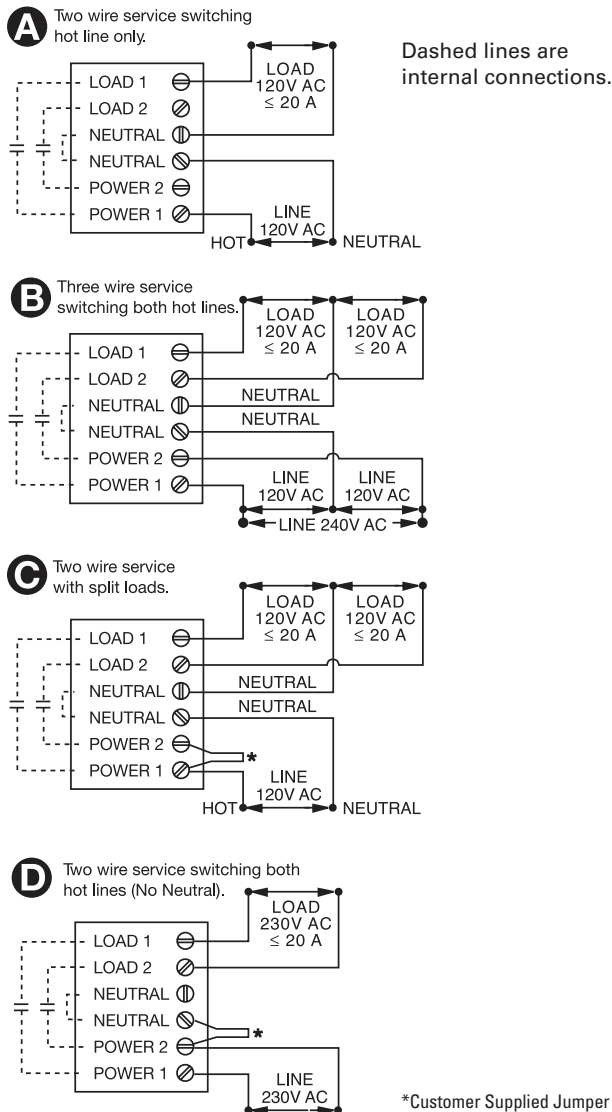 A Two wire service switching
hot line only.
Dashed lines are
internal connections.
LOAD 1
LOAD 2
NEUTRAL
NEUTRAL
POWER 2
POWER 1
LOAD
120V AC
≤ 20 A
LINE
120V AC
HOT NEUTRAL
B Three wire service
switching both hot lines.
LOAD 1
LOAD 2
NEUTRAL
NEUTRAL
POWER 2
POWER 1
LOAD
120V AC
≤ 20 A
LOAD
120V AC
≤ 20 A
NEUTRAL
NEUTRAL
LINE
120V AC
LINE
120V AC
LINE 240V AC
C Two wire service
with split loads.
LOAD 1
LOAD 2
NEUTRAL
NEUTRAL
POWER 2
POWER 1
LOAD
120V AC
≤ 20 A
LOAD
120V AC
≤ 20 A
NEUTRAL
NEUTRAL
*
LINE
120V AC
HOT NEUTRAL
D Two wire service switching both
hot lines (No Neutral).
LOAD 1
LOAD 2
NEUTRAL
NEUTRAL
POWER 2
POWER 1
LOAD
230V AC
≤ 20 A
*
LINE
230V AC
*Customer Supplied Jumper